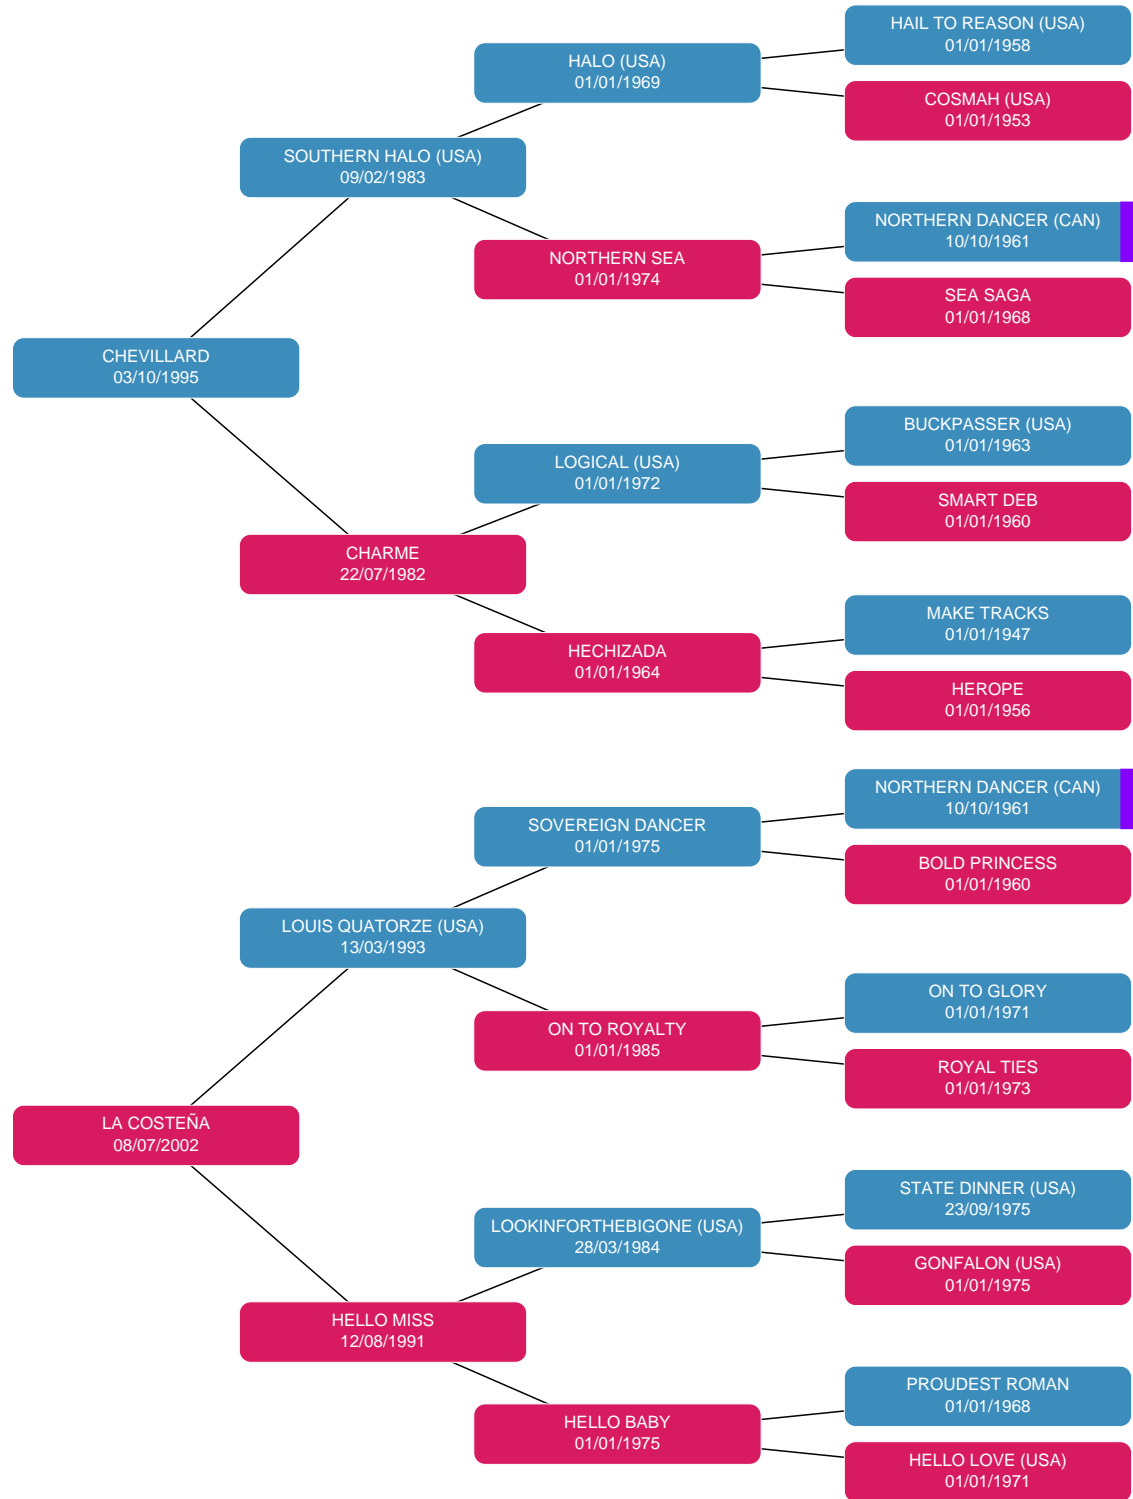 HAIL TO REASON (USA)
01/01/1958
HALO (USA)
01/01/1969
COSMAH (USA)
01/01/1953
SOUTHERN HALO (USA)
09/02/1983
NORTHERN DANCER (CAN)
10/10/1961
NORTHERN SEA
01/01/1974
SEA SAGA
01/01/1968
CHEVILLARD
03/10/1995
BUCKPASSER (USA)
01/01/1963
LOGICAL (USA)
01/01/1972
SMART DEB
01/01/1960
CHARME
22/07/1982
MAKE TRACKS
01/01/1947
HECHIZADA
01/01/1964
HEROPE
01/01/1956
NORTHERN DANCER (CAN)
10/10/1961
SOVEREIGN DANCER
01/01/1975
BOLD PRINCESS
01/01/1960
LOUIS QUATORZE (USA)
13/03/1993
ON TO GLORY
01/01/1971
ON TO ROYALTY
01/01/1985
ROYAL TIES
01/01/1973
LA COSTEÑA
08/07/2002
STATE DINNER (USA)
23/09/1975
LOOKINFORTHEBIGONE (USA)
28/03/1984
GONFALON (USA)
01/01/1975
HELLO MISS
12/08/1991
PROUDEST ROMAN
01/01/1968
HELLO BABY
01/01/1975
HELLO LOVE (USA)
01/01/1971